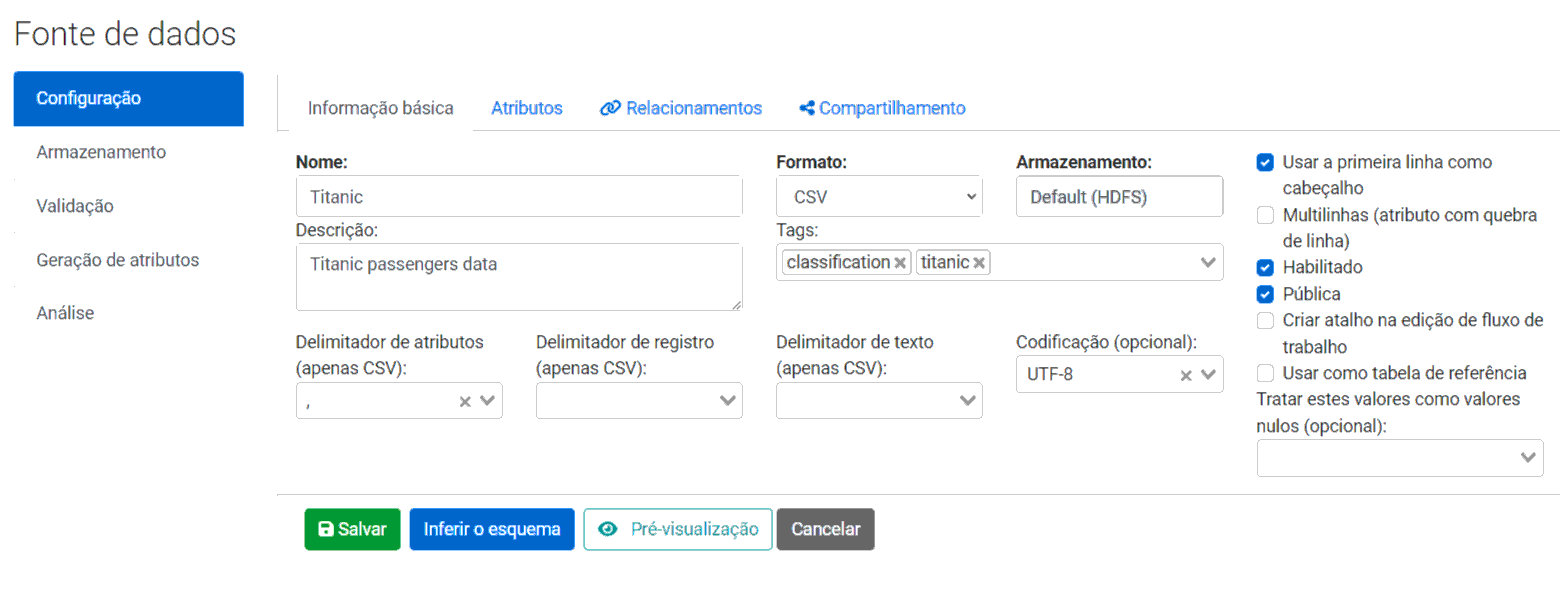 Fonte de dados
Configuração
Armazenamento
Validação
Geração de atributos
Análise
Informação básica
Atributos
Relacionamentos
Compartilhamento
Nome:
Titanic
Descrição:
Titanic passengers data
Formato:
CSV
Armazenamento:
Default (HDFS)
Tags:
classification
titanic
Delimitador de atributos
(apenas CSV):
,
Delimitador de registro
(apenas CSV):
Delimitador de texto
(apenas CSV):
Codificação (opcional):
UTF-8
Usar a primeira linha como
cabeçalho
Multilinhas (atributo com quebra
de linha)
Habilitado
Pública
Criar atalho na edição de fluxo de
trabalho
Usar como tabela de referência
Tratar estes valores como valores
nulos (opcional):
Salvar
Inferir o esquema
Pré-visualização
Cancelar